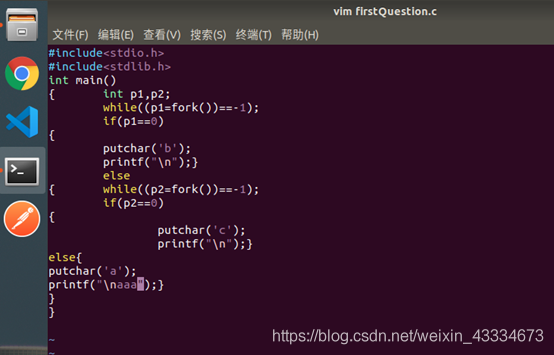 vim firstQuestion.c
文件(F) 编辑(E) 查看(V) 搜索(S) 终端(T) 帮助(H)
#include<stdio.h>
#include<stdlib.h>
int main()
{       int p1,p2;
        while((p1=fork())==-1);
        if(p1==0)
{
        putchar('b');
        printf("\n");}
        else
{       while((p2=fork())==-1);
        if(p2==0)
{
                putchar('c');
                printf("\n");}
else{
putchar('a');
printf("\naaa");}
}
}
~
~
https://blog.csdn.net/weixin_43334673